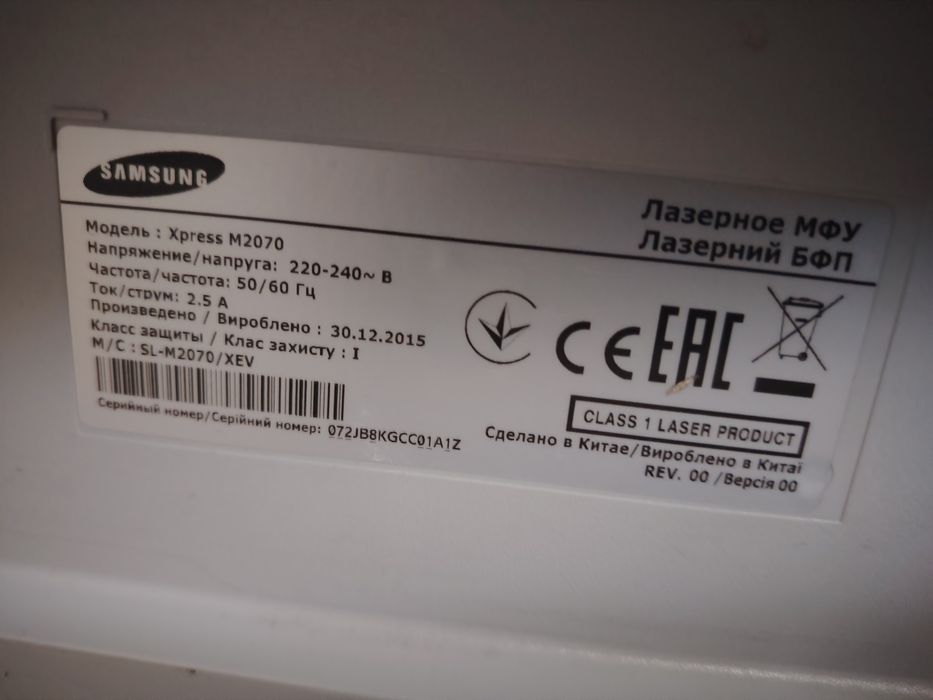 SAMSUNG
Лазерное МФУ
Лазерний БФП
Модель : Xpress M2070
Напряжение/напруга: 220-240~ В
Частота/частота: 50/60 Гц
Ток/струм: 2.5 A
Произведено / Вироблено : 30.12.2015
Класс защиты / Клас захисту : I
M/C : SL-M2070/XEV
Серийный номер/Серійний номер: 072JB8KGCC01A1Z
CE EAC
CLASS 1 LASER PRODUCT
Сделано в Китае/Вироблено в Китаї
REV. 00 /Версія 00